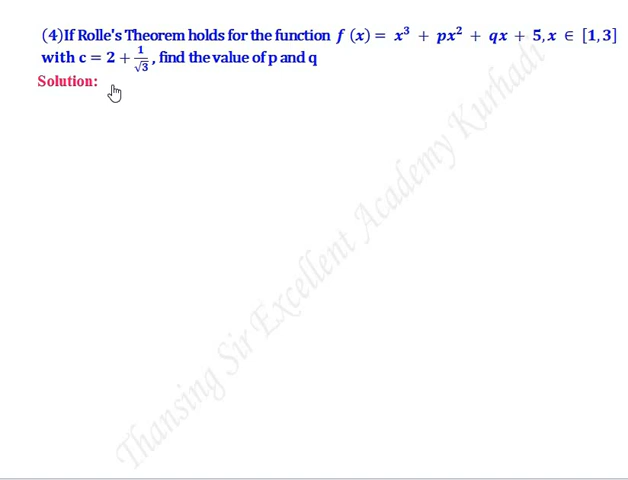 (4)If Rolle's Theorem holds for the function f (x) = x³ + px² + qx + 5, x ∈ [1, 3]
with c = 2 + 1/√3 , find the value of p and q
Solution:
Thansing Sir Excellent Academy Kurhadi